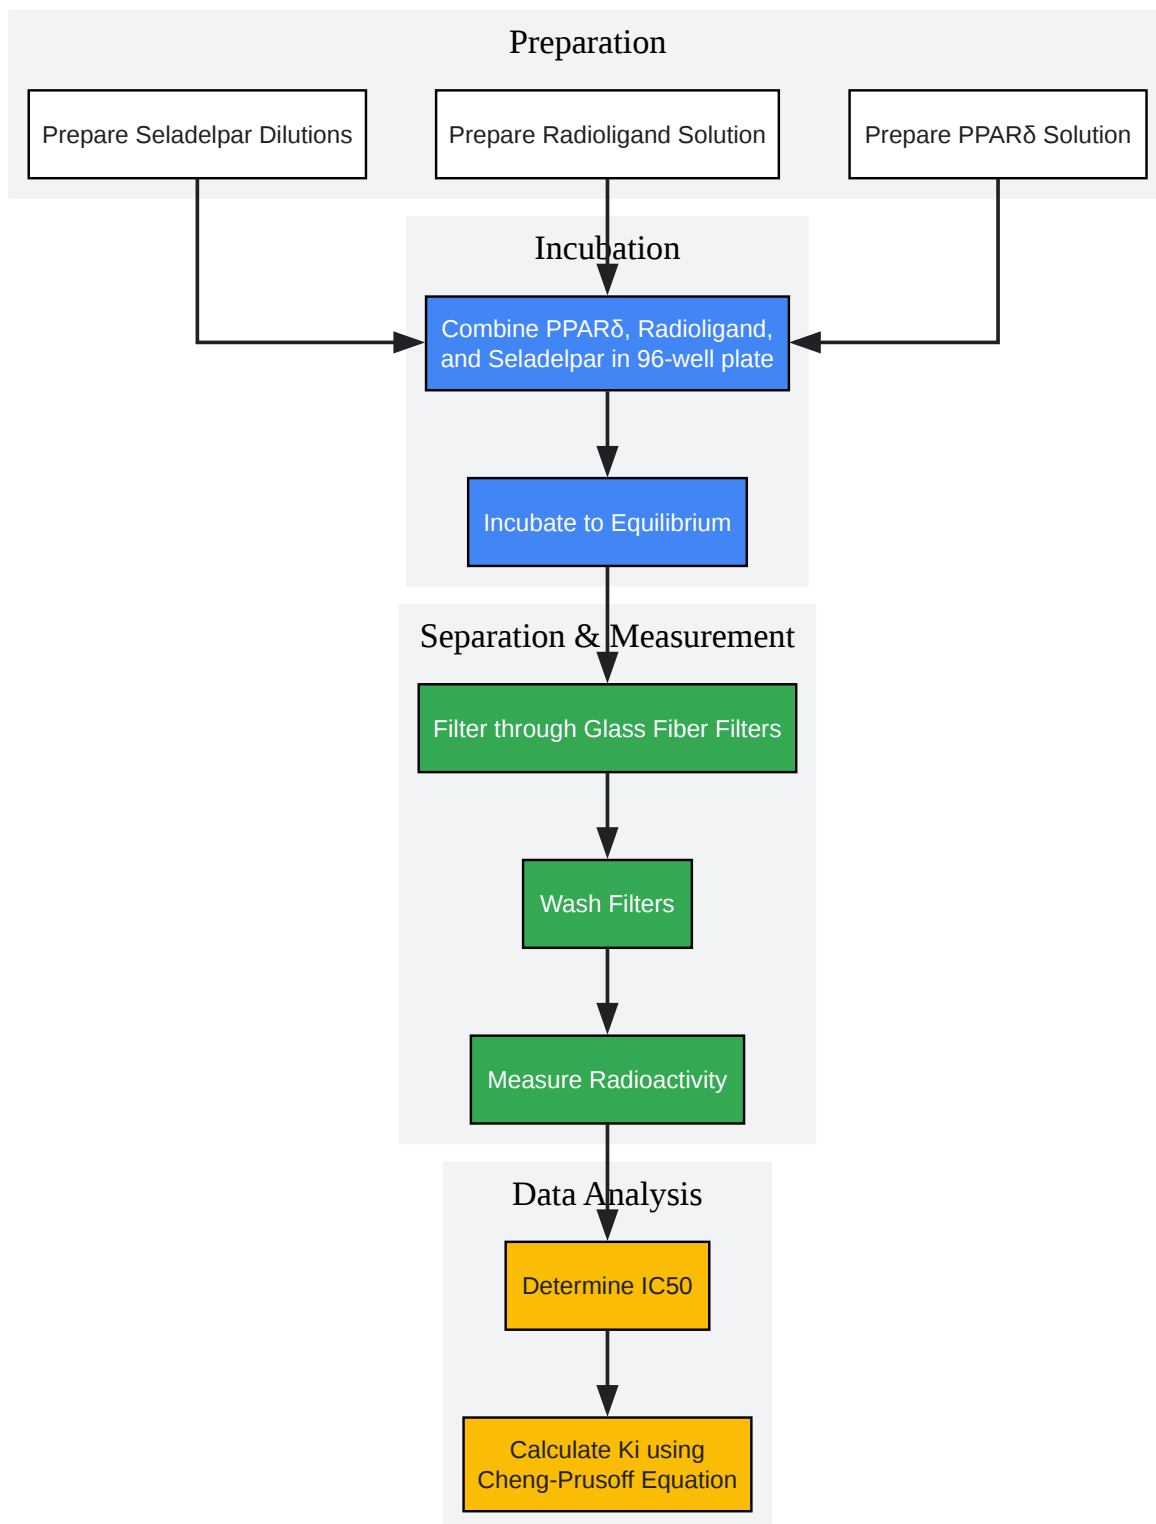 Preparation
Prepare Seladelpar Dilutions
Prepare Radioligand Solution
Prepare PPARδ Solution
Incubation
Combine PPARδ, Radioligand,
and Seladelpar in 96-well plate
Incubate to Equilibrium
Separation & Measurement
Filter through Glass Fiber Filters
Wash Filters
Measure Radioactivity
Data Analysis
Determine IC50
Calculate Ki using
Cheng-Prusoff Equation